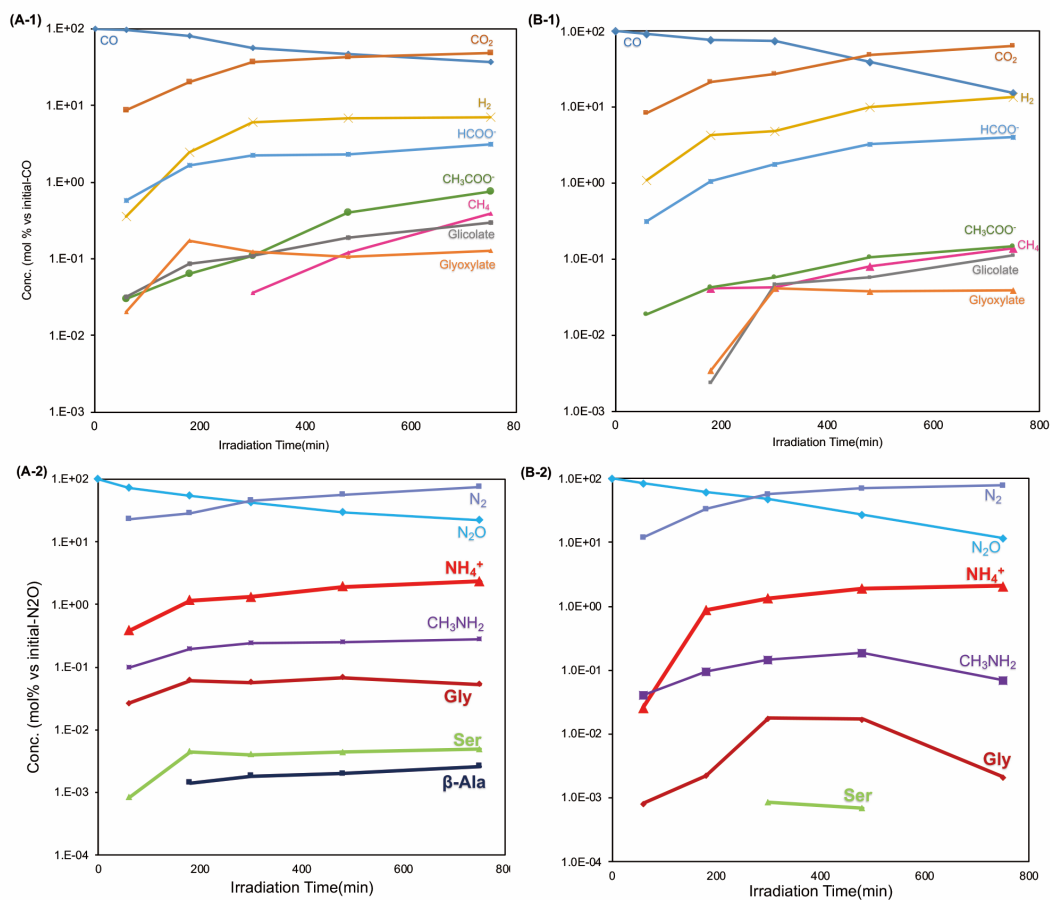 (A-1)
1.E+02
1.E+01
1.E+00
1.E-01
1.E-02
1.E-03
Conc. (mol % vs initial-CO)
CO
CO₂
H₂
HCOO⁻
CH₃COO⁻
CH₄
Glicolate
Glyoxylate
0 200 400 600 80
Irradiation Time(min)
(B-1)
1.0E+02
1.0E+01
1.0E+00
1.0E-01
1.0E-02
1.0E-03
CO
CO₂
H₂
HCOO⁻
CH₃COO⁻
CH₄
Glicolate
Glyoxylate
0 200 400 600 800
Irradiation Time(min)
(A-2)
1.E+02
1.E+01
1.E+00
1.E-01
1.E-02
1.E-03
1.E-04
Conc. (mol% vs initial-N2O)
N₂
N₂O
NH₄⁺
CH₃NH₂
Gly
Ser
β-Ala
0 200 400 600 80
Irradiation Time(min)
(B-2)
1.0E+02
1.0E+01
1.0E+00
1.0E-01
1.0E-02
1.0E-03
1.0E-04
N₂
N₂O
NH₄⁺
CH₃NH₂
Gly
Ser
0 200 400 600 800
Irradiation Time(min)